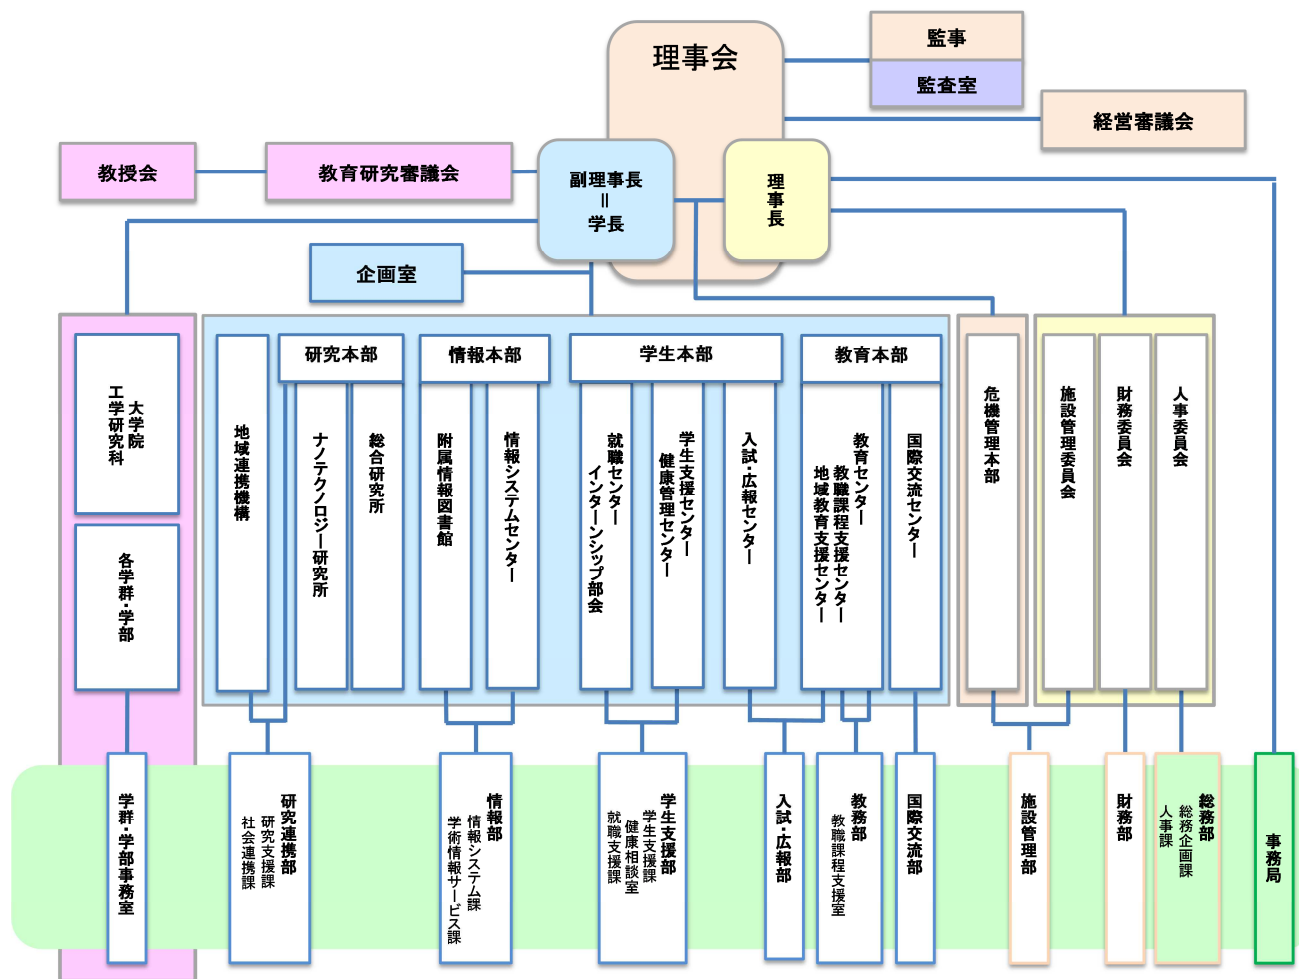 理事会
監事
監査室
経営審議会
教授会
教育研究審議会
副理事長
＝
学長
理事長
企画室
大学院
工学研究科
各学群・学部
地域連携機構
研究本部
ナノテクノロジー研究所
総合研究所
情報本部
附属情報図書館
情報システムセンター
学生本部
就職センター
インターンシップ部会
学生支援センター
健康管理センター
入試・広報センター
教育本部
教育センター
教職課程支援センター
地域教育支援センター
国際交流センター
危機管理本部
施設管理委員会
財務委員会
人事委員会
学群・学部事務室
研究連携部
研究支援課
社会連携課
情報部
情報システム課
学術情報サービス課
学生支援部
学生支援課
健康相談室
就職支援課
入試・広報部
教務部
教職課程支援室
国際交流部
施設管理部
財務部
総務部
総務企画課
人事課
事務局